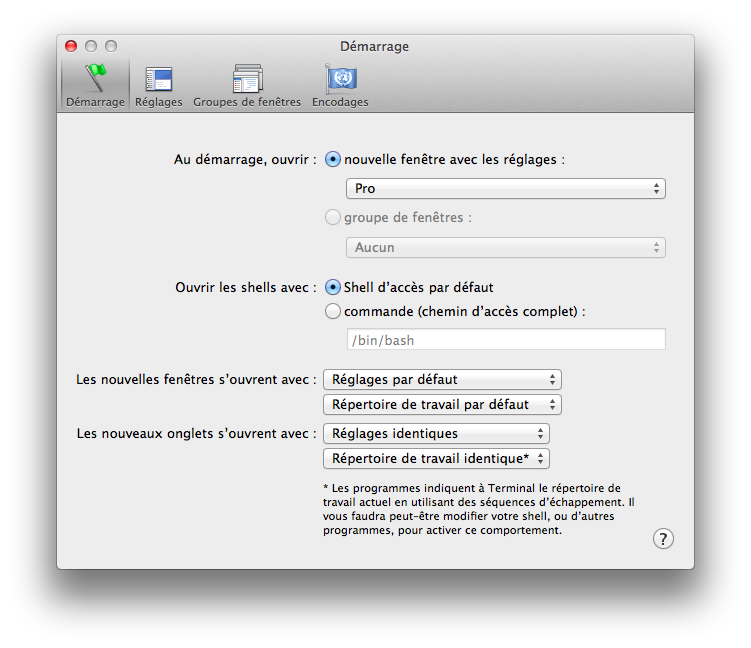 Démarrage
Démarrage Réglages Groupes de fenêtres Encodages
Au démarrage, ouvrir : nouvelle fenêtre avec les réglages :
Pro
groupe de fenêtres :
Aucun
Ouvrir les shells avec : Shell d’accès par défaut
commande (chemin d’accès complet) :
/bin/bash
Les nouvelles fenêtres s’ouvrent avec : Réglages par défaut
Répertoire de travail par défaut
Les nouveaux onglets s’ouvrent avec : Réglages identiques
Répertoire de travail identique*
* Les programmes indiquent à Terminal le répertoire de
travail actuel en utilisant des séquences d’échappement. Il
vous faudra peut-être modifier votre shell, ou d’autres
programmes, pour activer ce comportement.
?